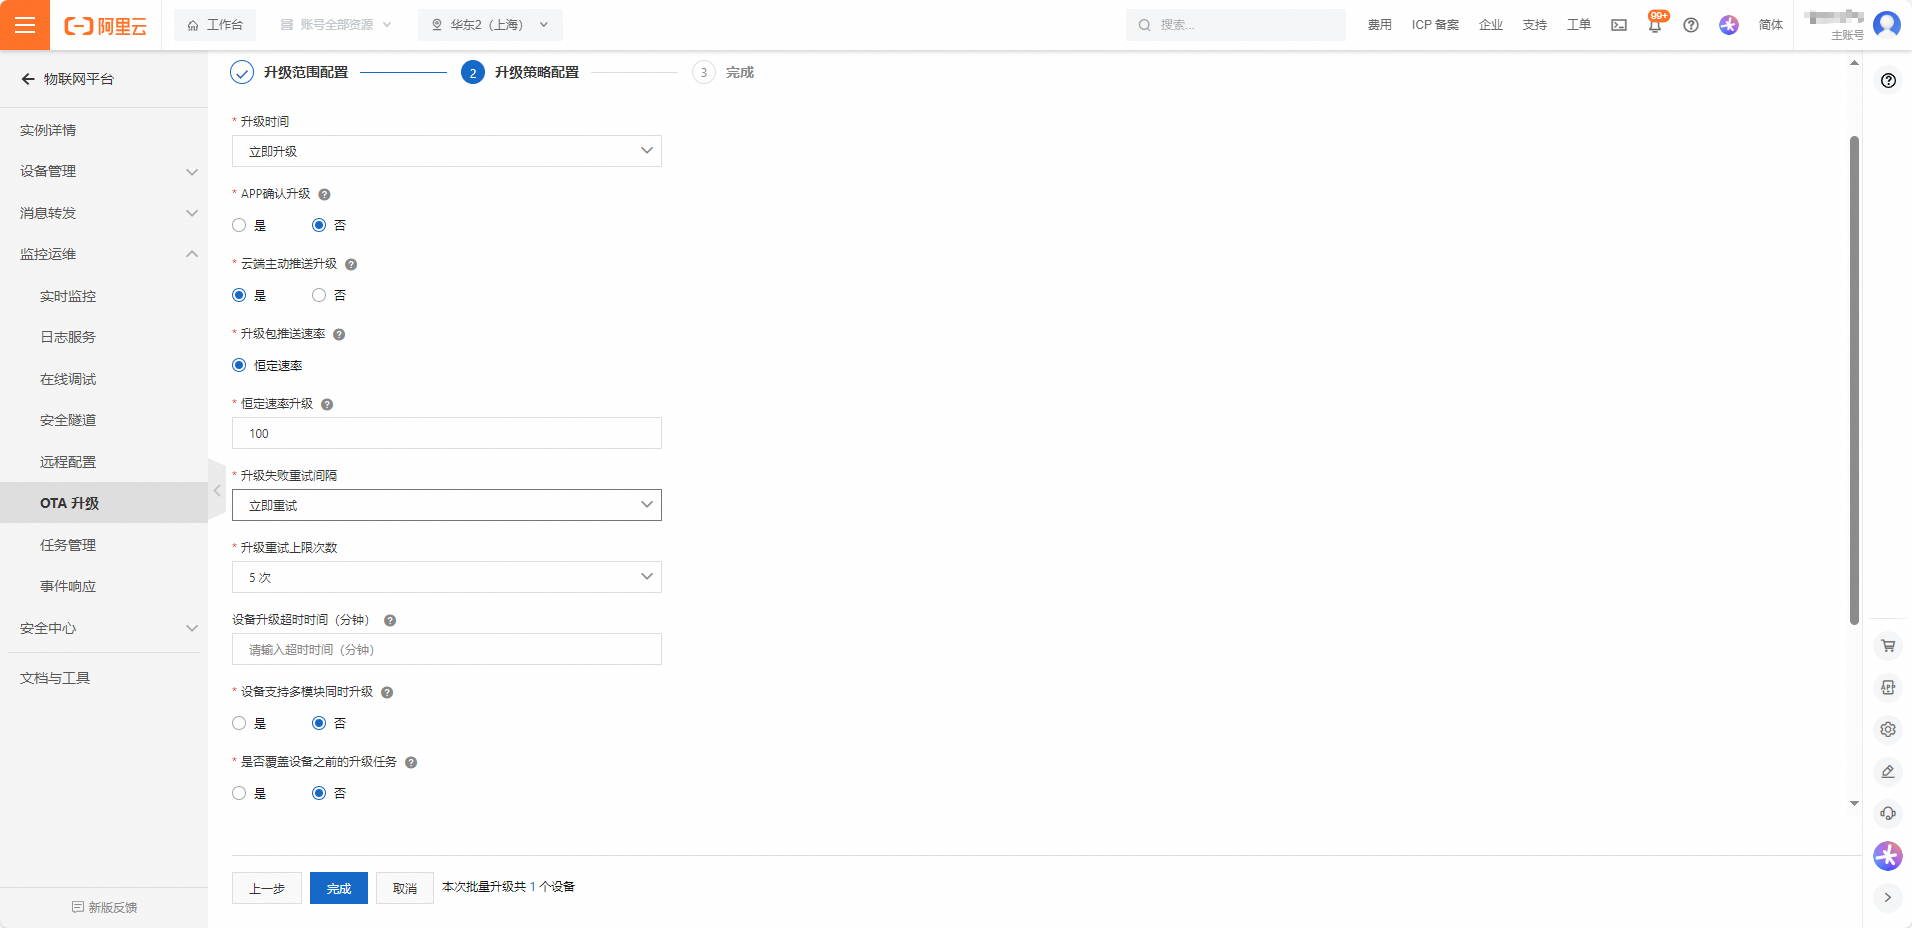 阿里云
工作台
账号全部资源
华东2（上海）
搜索...
费用
ICP 备案
企业
支持
工单
99+
简体
主账号
物联网平台
实例详情
设备管理
消息转发
监控运维
实时监控
日志服务
在线调试
安全隧道
远程配置
OTA 升级
任务管理
事件响应
安全中心
文档与工具
新版反馈
升级范围配置
2 升级策略配置
3 完成
* 升级时间
立即升级
* APP确认升级
是 否
* 云端主动推送升级
是 否
* 升级包推送速率
恒定速率
* 恒定速率升级
100
* 升级失败重试间隔
立即重试
* 升级重试上限次数
5 次
设备升级超时时间（分钟）
请输入超时时间（分钟）
* 设备支持多模块同时升级
是 否
* 是否覆盖设备之前的升级任务
是 否
上一步 完成 取消 本次批量升级共 1 个设备
APP